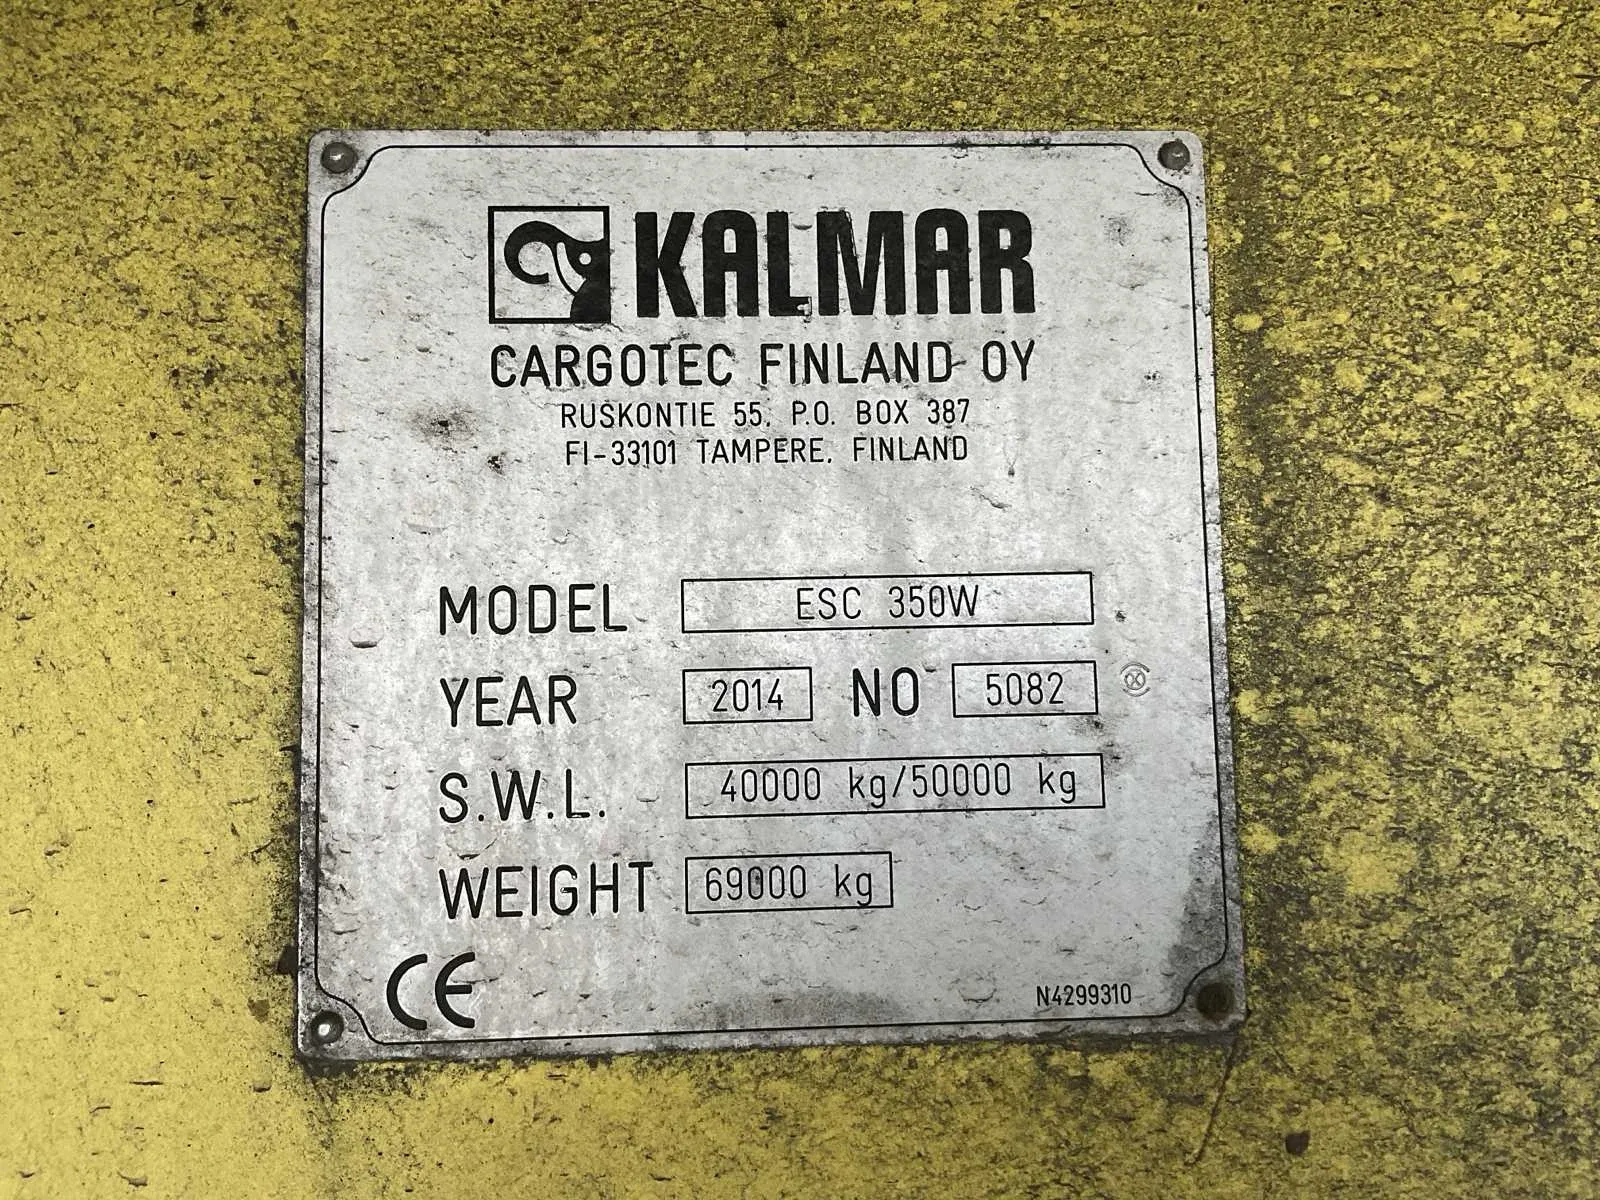 KALMAR
CARGOTEC FINLAND OY
RUSKONTIE 55, P.O. BOX 387
FI-33101 TAMPERE, FINLAND
MODEL ESC 350W
YEAR 2014 NO 5082
S.W.L. 40000 kg/50000 kg
WEIGHT 69000 kg
CE N4299310